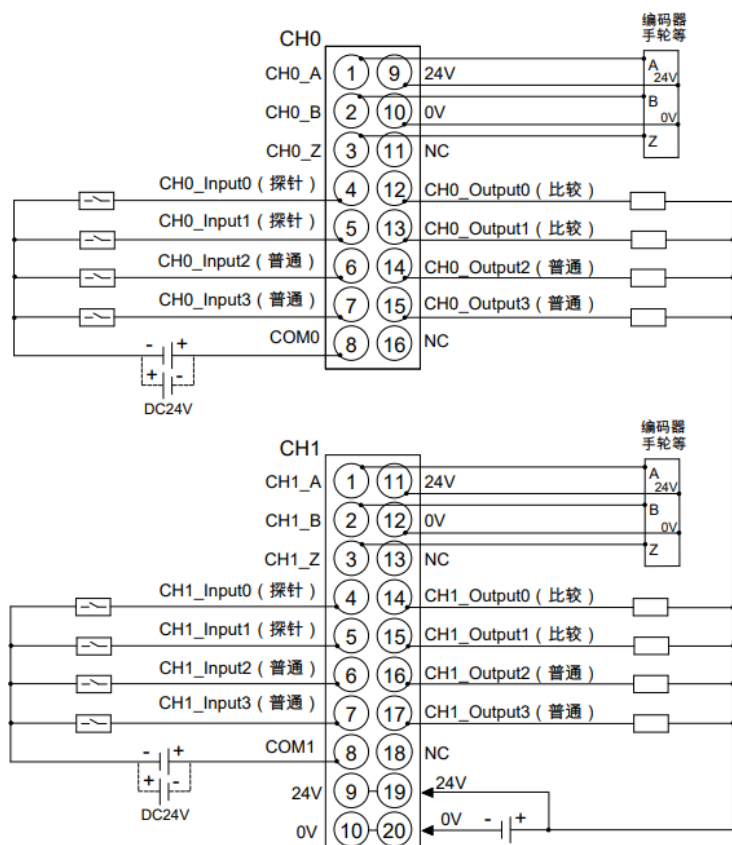 编码器
手轮等
CH0
CH0_A 1 9 24V A 24V
CH0_B 2 10 0V B 0V
CH0_Z 3 11 NC Z
CH0_Input0（探针） 4 12 CH0_Output0（比较）
CH0_Input1（探针） 5 13 CH0_Output1（比较）
CH0_Input2（普通） 6 14 CH0_Output2（普通）
CH0_Input3（普通） 7 15 CH0_Output3（普通）
COM0 8 16 NC
- +
+ -
DC24V
编码器
手轮等
CH1
CH1_A 1 11 24V A 24V
CH1_B 2 12 0V B 0V
CH1_Z 3 13 NC Z
CH1_Input0（探针） 4 14 CH1_Output0（比较）
CH1_Input1（探针） 5 15 CH1_Output1（比较）
CH1_Input2（普通） 6 16 CH1_Output2（普通）
CH1_Input3（普通） 7 17 CH1_Output3（普通）
COM1 8 18 NC
- +
+ -
DC24V
24V 9 19 24V
0V 10 20 0V - +